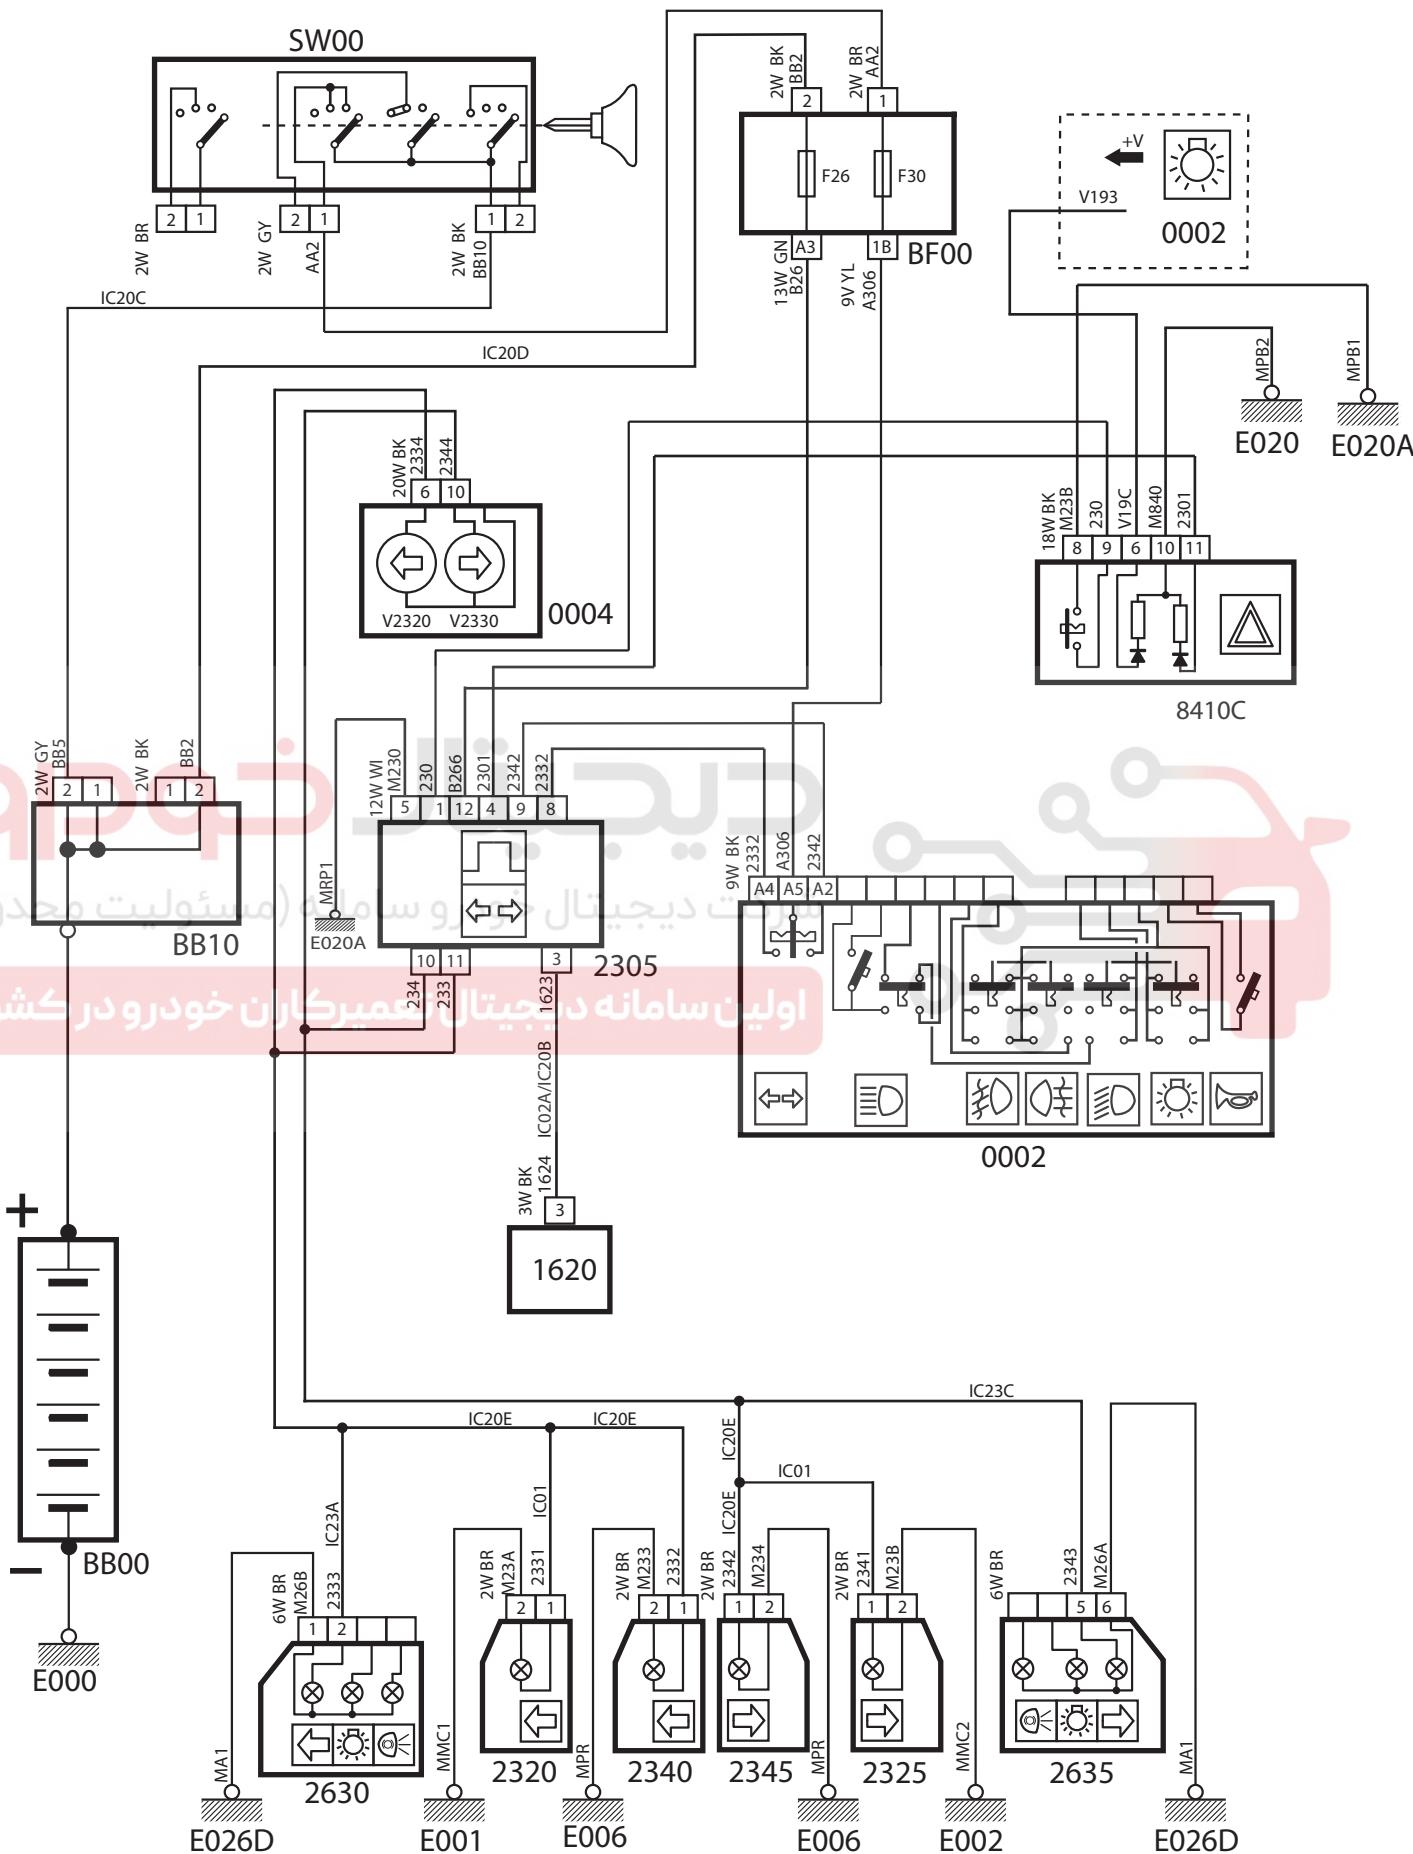 SW00
2W BR
2 1
2W GY
2 1
AA2
2W BK
BB10
1 2
2W BK
BB2
2W BR
AA2
2 1
F26 F30
A3 1B
BF00
13W GN
B26
9V YL
A306
+V
V193
0002
IC20C
IC20D
MPB2
MPB1
E020
E020A
20W BK
2334
2344
6 10
V2320 V2330
0004
18W BK
M23B
230
V19C
M840
2301
8 9 6 10 11
8410C
2W GY
BB5
2W BK
BB2
2 1 1 2
BB10
12W WI
M230
230
B266
2301
2342
2332
5 1 12 4 9 8
MRP1
E020A
10 11 3
2305
234
233
1623
IC02A/IC20B
9W BK
2332
A306
2342
A4 A5 A2
0002
دیجیتال خودرو
شرکت دیجیتال خودرو سامانه (مسئولیت محدو
اولین سامانه دیجیتال تعمیرکاران خودرو در کش
3W BK
1624
3
1620
+
−
BB00
E000
IC23C
IC20E IC20E
IC20E
IC01
IC23A
IC01
IC20E
6W BR
M26B
2333
1 2
2630
MA1
E026D
2W BR
M23A
2331
2 1
2320
MMC1
E001
2W BR
M233
2332
2 1
2340
MPR
E006
2W BR
2342
M234
1 2
2345
MPR
E006
2W BR
2341
M23B
1 2
2325
MMC2
E002
6W BR
2343
M26A
5 6
2635
MA1
E026D